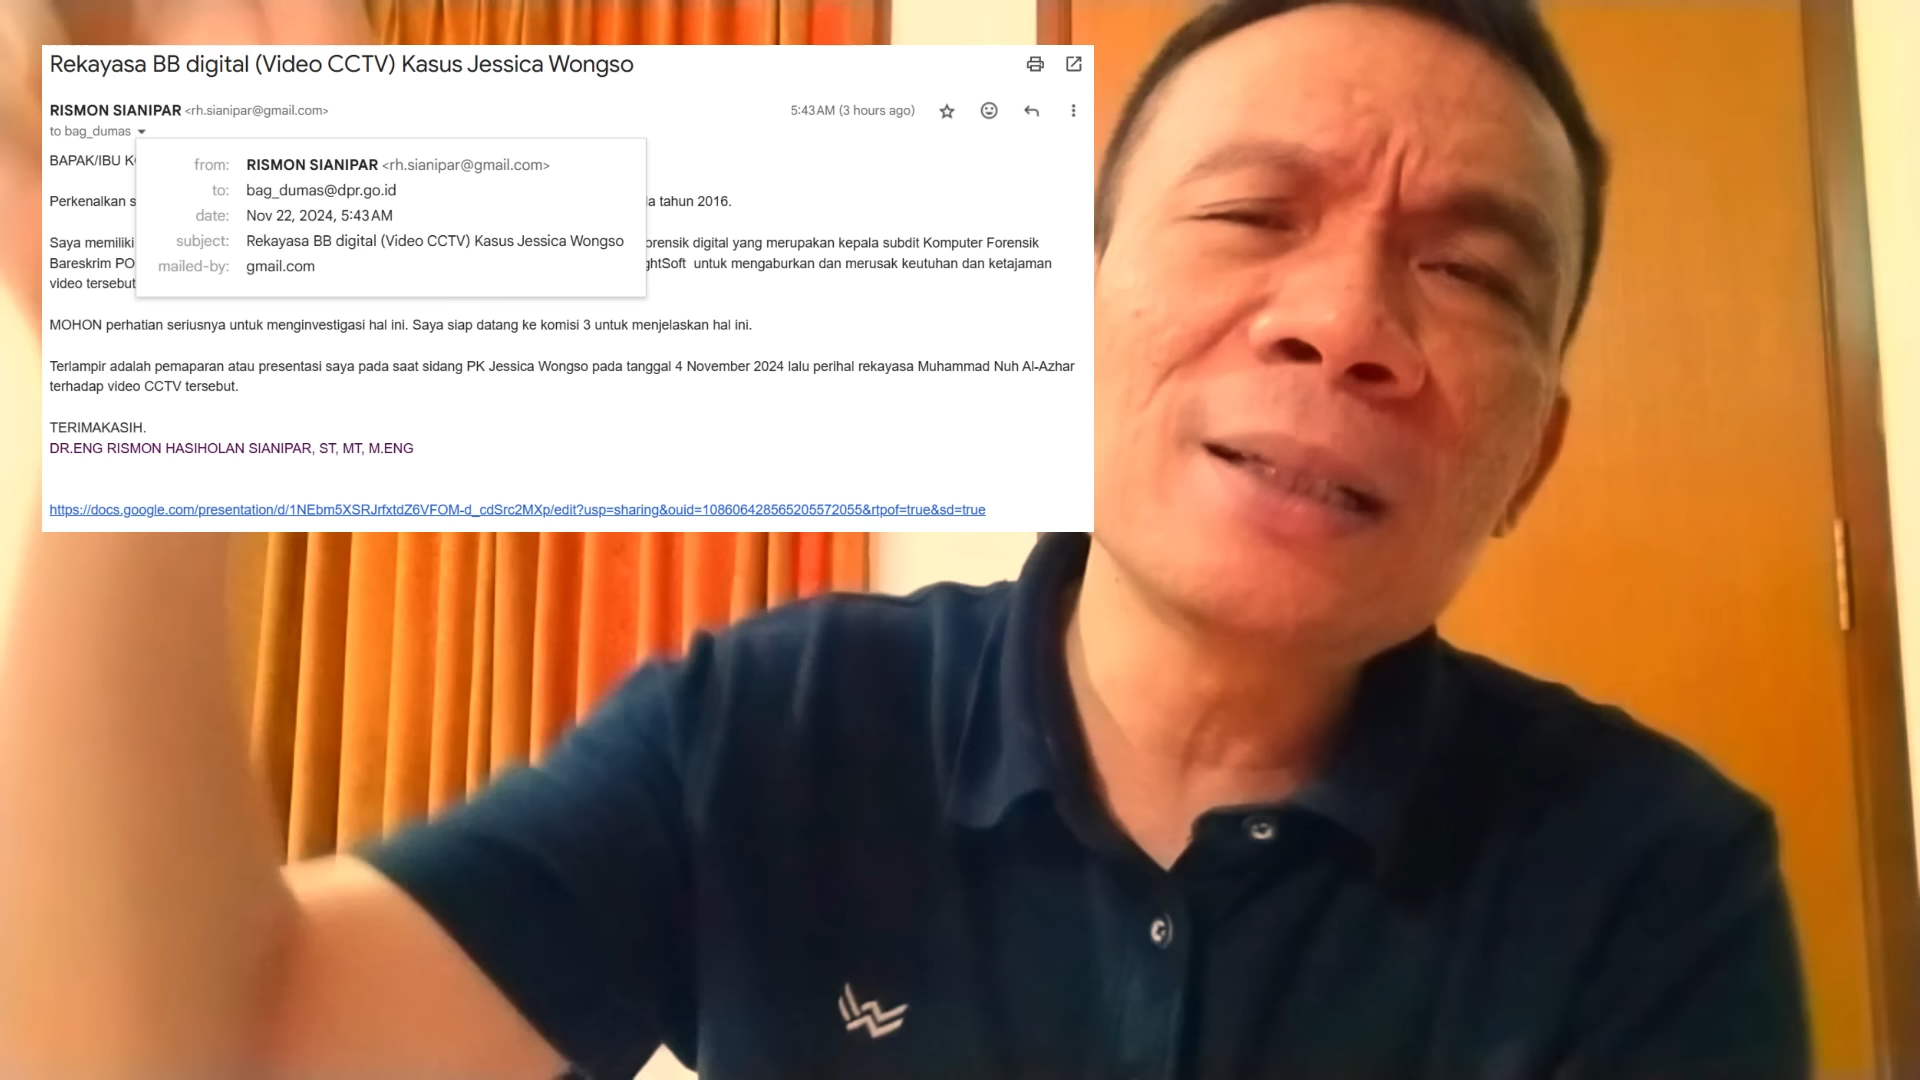 Rekayasa BB digital (Video CCTV) Kasus Jessica Wongso
RISMON SIANIPAR <rh.sianipar@gmail.com>
5:43 AM (3 hours ago)
to bag_dumas
BAPAK/IBU
from: RISMON SIANIPAR <rh.sianipar@gmail.com>
to: bag_dumas@dpr.go.id
date: Nov 22, 2024, 5:43 AM
subject: Rekayasa BB digital (Video CCTV) Kasus Jessica Wongso
mailed-by: gmail.com
Perkenalkan
tahun 2016.
Saya memiliki
orensik digital yang merupakan kepala subdit Komputer Forensik
Bareskrim PO
ghtSoft untuk mengaburkan dan merusak keutuhan dan ketajaman
video tersebut
MOHON perhatian seriusnya untuk menginvestigasi hal ini. Saya siap datang ke komisi 3 untuk menjelaskan hal ini.
Terlampir adalah pemaparan atau presentasi saya pada saat sidang PK Jessica Wongso pada tanggal 4 November 2024 lalu perihal rekayasa Muhammad Nuh Al-Azhar
terhadap video CCTV tersebut.
TERIMAKASIH.
DR.ENG RISMON HASIHOLAN SIANIPAR, ST, MT, M.ENG
https://docs.google.com/presentation/d/1NEbm5XSRJrfxtdZ6VFOM-d_cdSrc2MXp/edit?usp=sharing&ouid=108606428565205572055&rtpof=true&sd=true